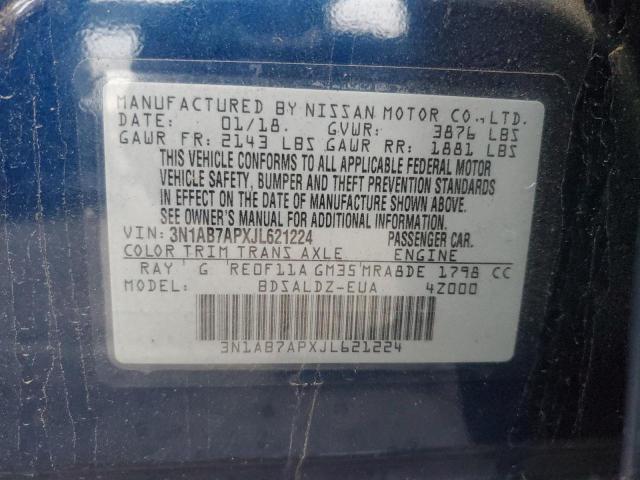 MANUFACTURED BY NISSAN MOTOR CO., LTD.
DATE: 01/18. GVWR: 3876 LBS
GAWR FR: 2143 LBS GAWR RR: 1881 LBS
THIS VEHICLE CONFORMS TO ALL APPLICABLE FEDERAL MOTOR
VEHICLE SAFETY, BUMPER AND THEFT PREVENTION STANDARDS
IN EFFECT ON THE DATE OF MANUFACTURE SHOWN ABOVE.
SEE OWNER'S MANUAL FOR ADDITIONAL INFORMATION.
VIN: 3N1AB7APXJL621224 PASSENGER CAR.
COLOR TRIM TRANS AXLE ENGINE
RAY G RE0F11A GM35 MRA8DE 1798 CC
MODEL: BDSALDZ-EUA 4Z000
3N1AB7APXJL621224